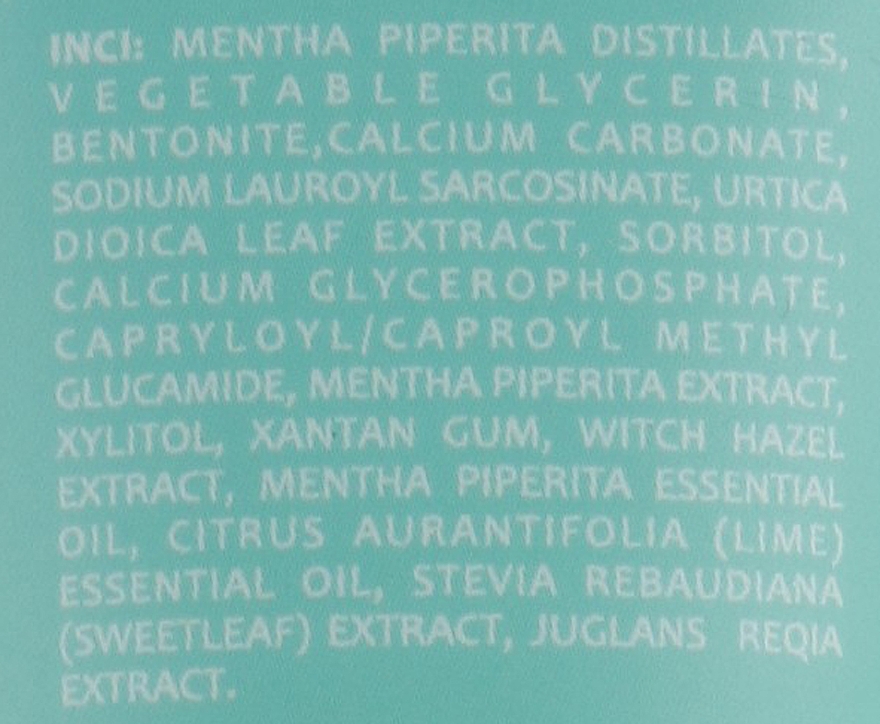 INCI: MENTHA PIPERITA DISTILLATES,
VEGETABLE GLYCERIN,
BENTONITE,CALCIUM CARBONATE,
SODIUM LAUROYL SARCOSINATE, URTICA
DIOICA LEAF EXTRACT, SORBITOL,
CALCIUM GLYCEROPHOSPHATE,
CAPRYLOYL/CAPROYL METHYL
GLUCAMIDE, MENTHA PIPERITA EXTRACT,
XYLITOL, XANTAN GUM, WITCH HAZEL
EXTRACT, MENTHA PIPERITA ESSENTIAL
OIL, CITRUS AURANTIFOLIA (LIME)
ESSENTIAL OIL, STEVIA REBAUDIANA
(SWEETLEAF) EXTRACT, JUGLANS REQIA
EXTRACT.